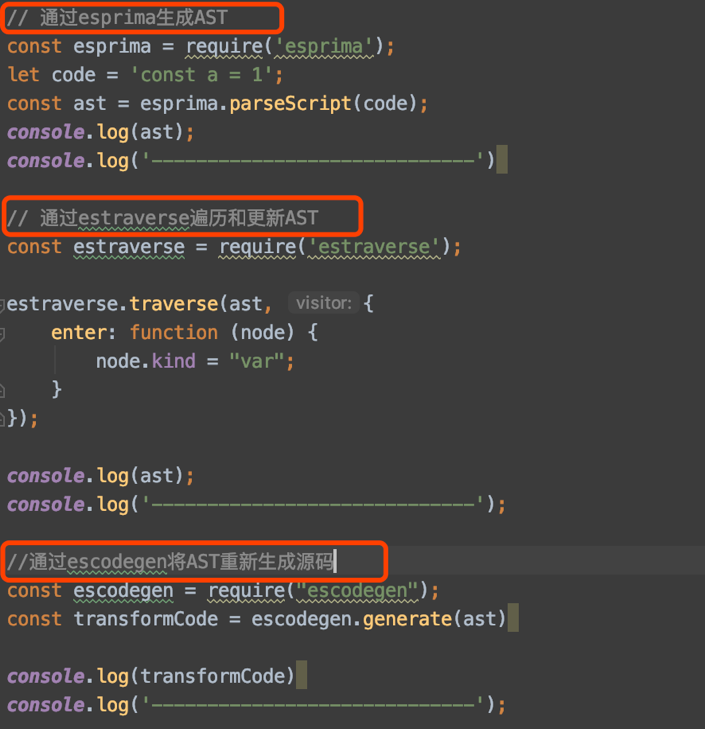 // 通过esprima生成AST
const esprima = require('esprima');
let code = 'const a = 1';
const ast = esprima.parseScript(code);
console.log(ast);
console.log('-----------------------------')
// 通过estraverse遍历和更新AST
const estraverse = require('estraverse');
estraverse.traverse(ast, visitor: {
enter: function (node) {
node.kind = "var";
}
});
console.log(ast);
console.log('-----------------------------');
//通过escodegen将AST重新生成源码
const escodegen = require("escodegen");
const transformCode = escodegen.generate(ast)
console.log(transformCode)
console.log('-----------------------------');